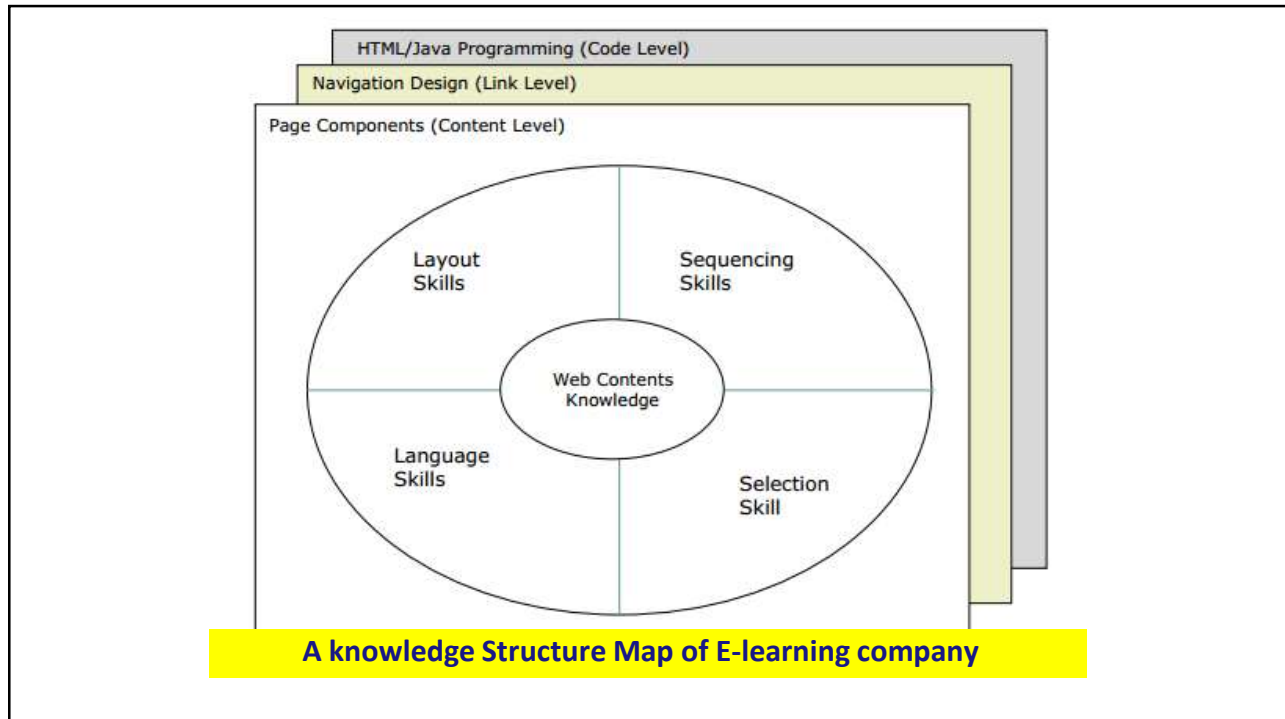 HTML/Java Programming (Code Level)
Navigation Design (Link Level)
Page Components (Content Level)
Layout
Skills
Sequencing
Skills
Web Contents
Knowledge
Language
Skills
Selection
Skill
A knowledge Structure Map of E-learning company